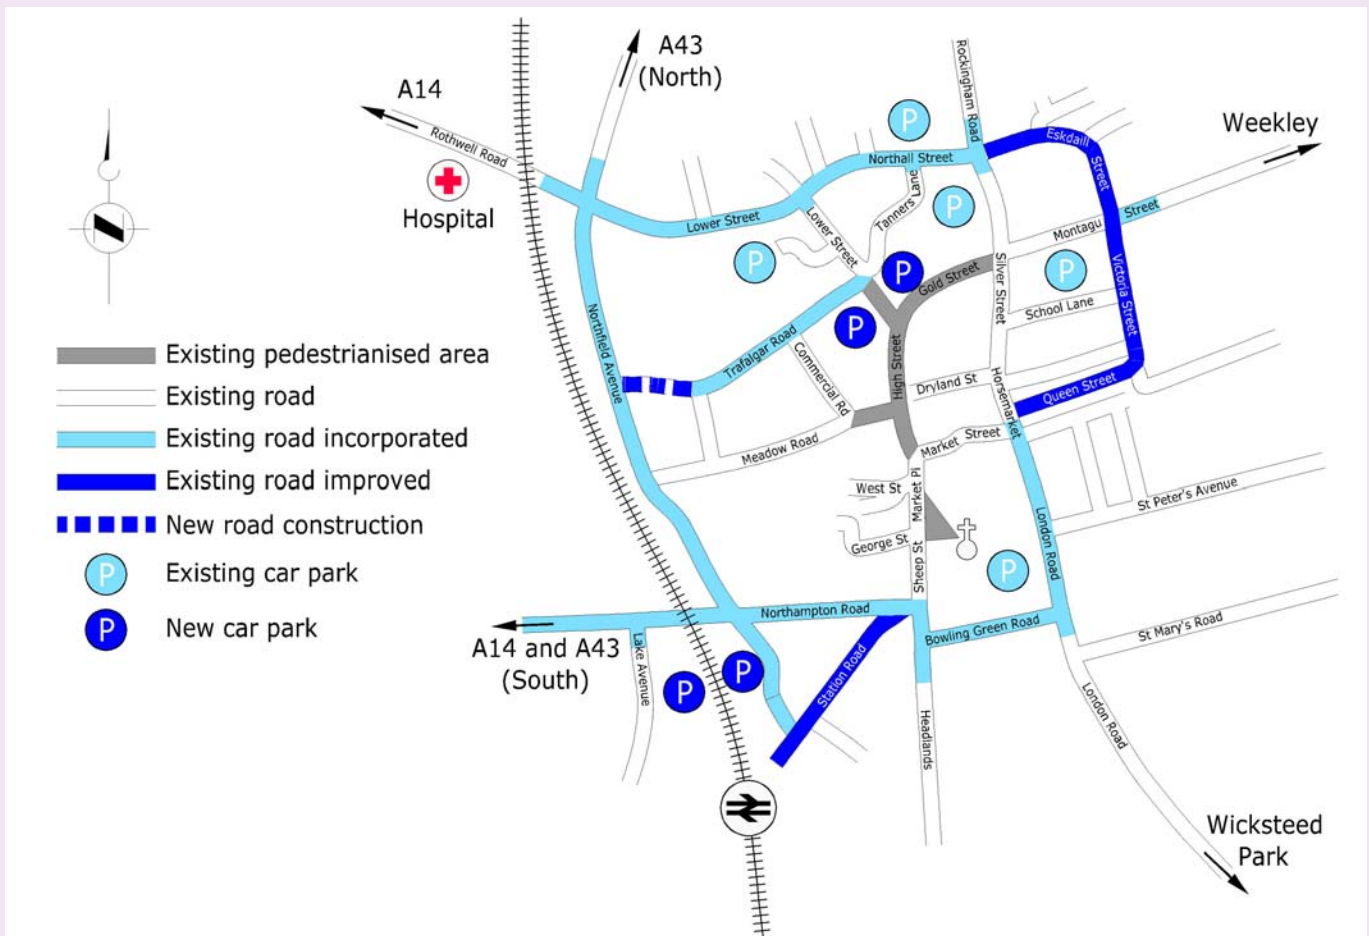 A43
(North)
A14
Rothwell Road
Hospital
Rockingham Road
Weekley
P
Northall Street
Eskdaill
Street
Lower Street
Lower Street
Tanners Lane
P
P
P
Montagu
Street
Gold Street
Silver Street
P
School Lane
Victoria Street
P
Northfield Avenue
Trafalgar Road
Commercial Rd
High Street
Dryland St
Horsemarket
Queen Street
Existing pedestrianised area
Existing road
Existing road incorporated
Existing road improved
New road construction
P
Existing car park
P
New car park
Meadow Road
Market Street
West St
Market Pl
George St
Sheep St
London Road
St Peter's Avenue
P
Northampton Road
Bowling Green Road
St Mary's Road
A14 and A43
(South)
Lake Avenue
P
P
Station Road
Headlands
London Road
Wicksteed
Park